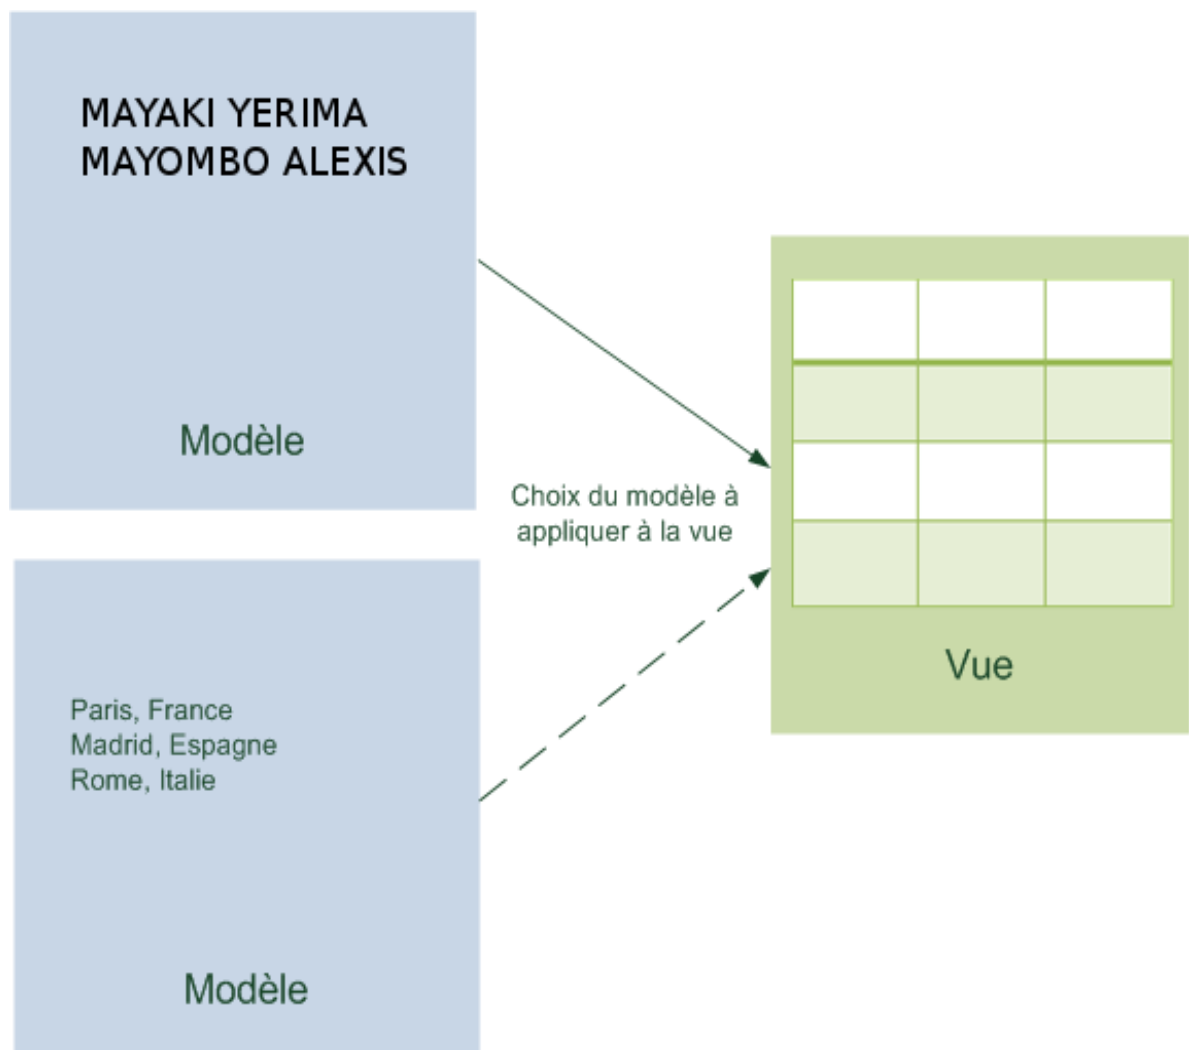 MAYAKI YERIMA
MAYOMBO ALEXIS
Modèle
Choix du modèle à
appliquer à la vue
Vue
Paris, France
Madrid, Espagne
Rome, Italie
Modèle